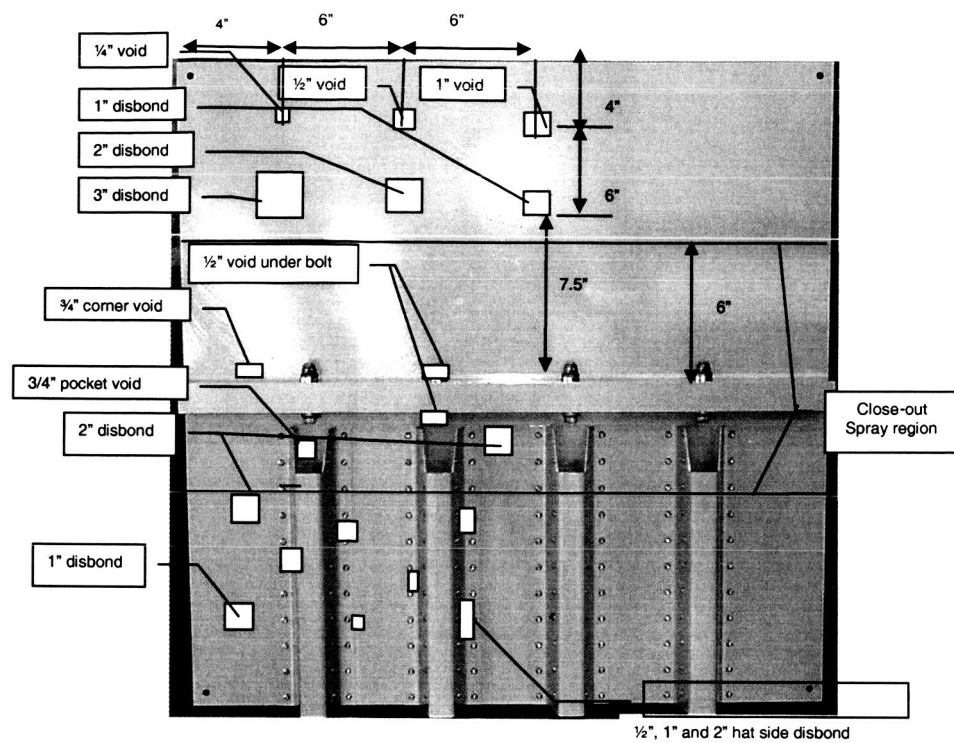 4" 6" 6"
¼" void
½" void
1" void
1" disbond
4"
2" disbond
3" disbond
6"
½" void under bolt
7.5"
6"
¾" corner void
3/4" pocket void
2" disbond
Close-out
Spray region
1" disbond
½", 1" and 2" hat side disbond